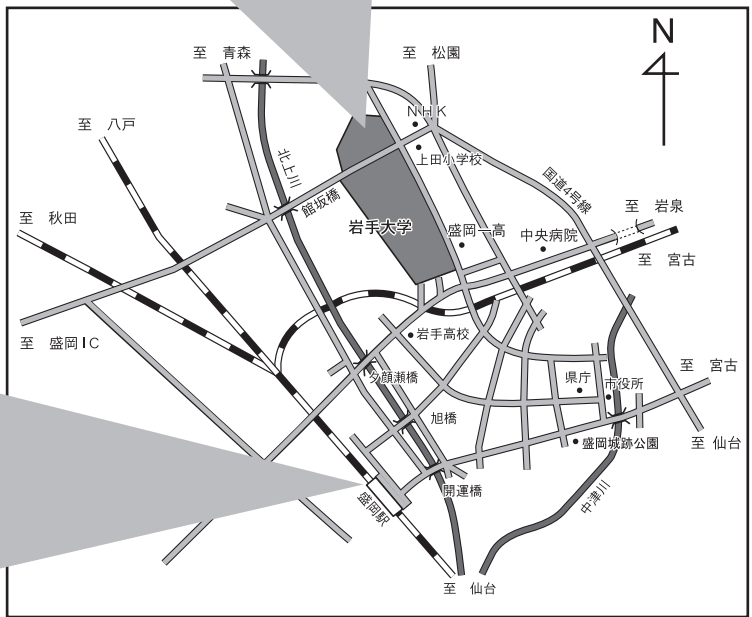 N
至　青森
至　松園
NHK
至　八戸
上田小学校
北上川
国道4号線
館坂橋
至　秋田
至　岩泉
岩手大学
盛岡一高
中央病院
至　宮古
岩手高校
至　盛岡IC
至　宮古
夕顔瀬橋
県庁
市役所
旭橋
盛岡城跡公園
至　仙台
開運橋
盛岡駅
中津川
至　仙台